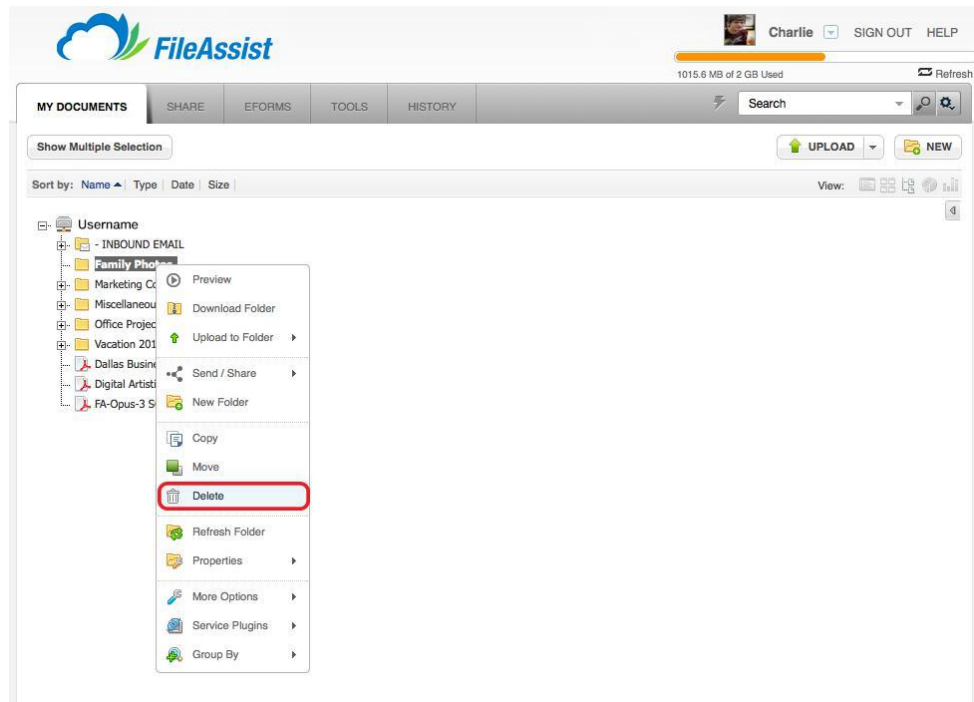 FileAssist
Charlie SIGN OUT HELP
1015.6 MB of 2 GB Used Refresh
MY DOCUMENTS SHARE EFORMS TOOLS HISTORY Search
Show Multiple Selection UPLOAD NEW
Sort by: Name Type Date Size View:
Username
- INBOUND EMAIL
Family Photos
Marketing Co
Miscellaneou
Office Projec
Vacation 201
Dallas Busine
Digital Artisti
FA-Opus-3 S
Preview
Download Folder
Upload to Folder
Send / Share
New Folder
Copy
Move
Delete
Refresh Folder
Properties
More Options
Service Plugins
Group By